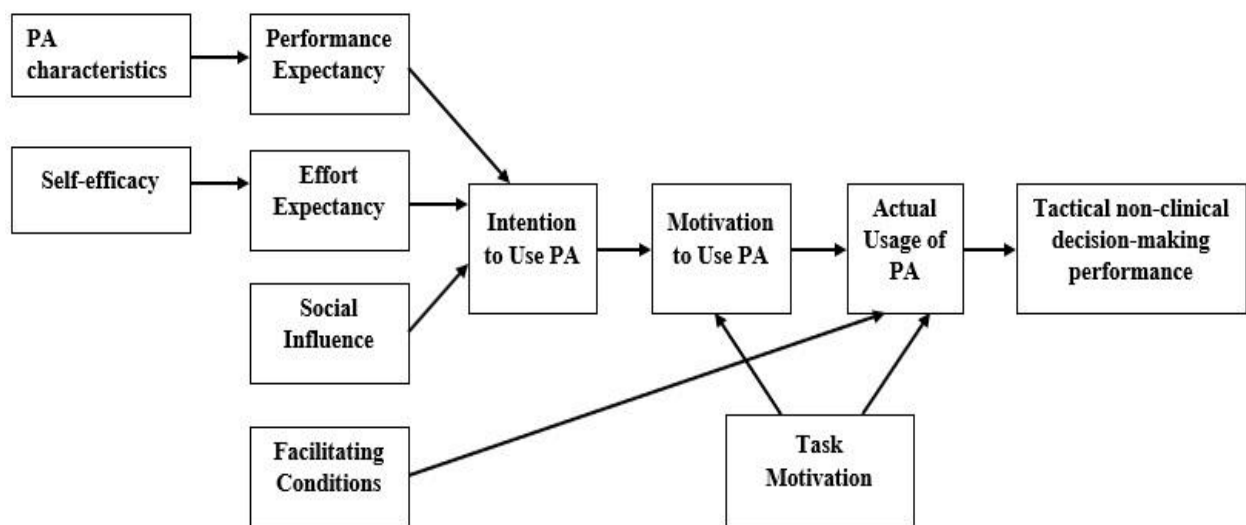 PA
characteristics
Performance
Expectancy
Self-efficacy
Effort
Expectancy
Social
Influence
Facilitating
Conditions
Intention
to Use PA
Motivation
to Use PA
Actual
Usage of
PA
Tactical non-clinical
decision-making
performance
Task
Motivation